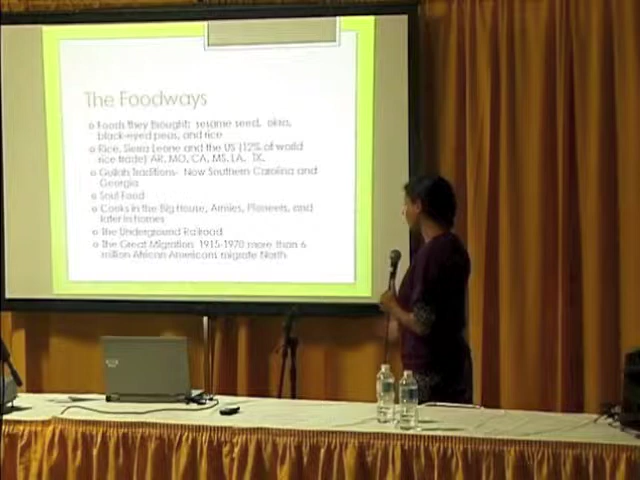 The Foodways
Foods they brought: sesame seed, okra,
black-eyed peas, and rice
Rice, Sierra Leone and the US (12% of world
rice trade) AR, MO, CA, MS, LA, TX.
Gullah Traditions- Now Southern Carolina and
Georgia
Soul Food
Cooks in the Big House, Armies, Pioneers, and
later in homes
The Underground Railroad
The Great Migration 1915-1970 more than 6
million African Americans migrate North